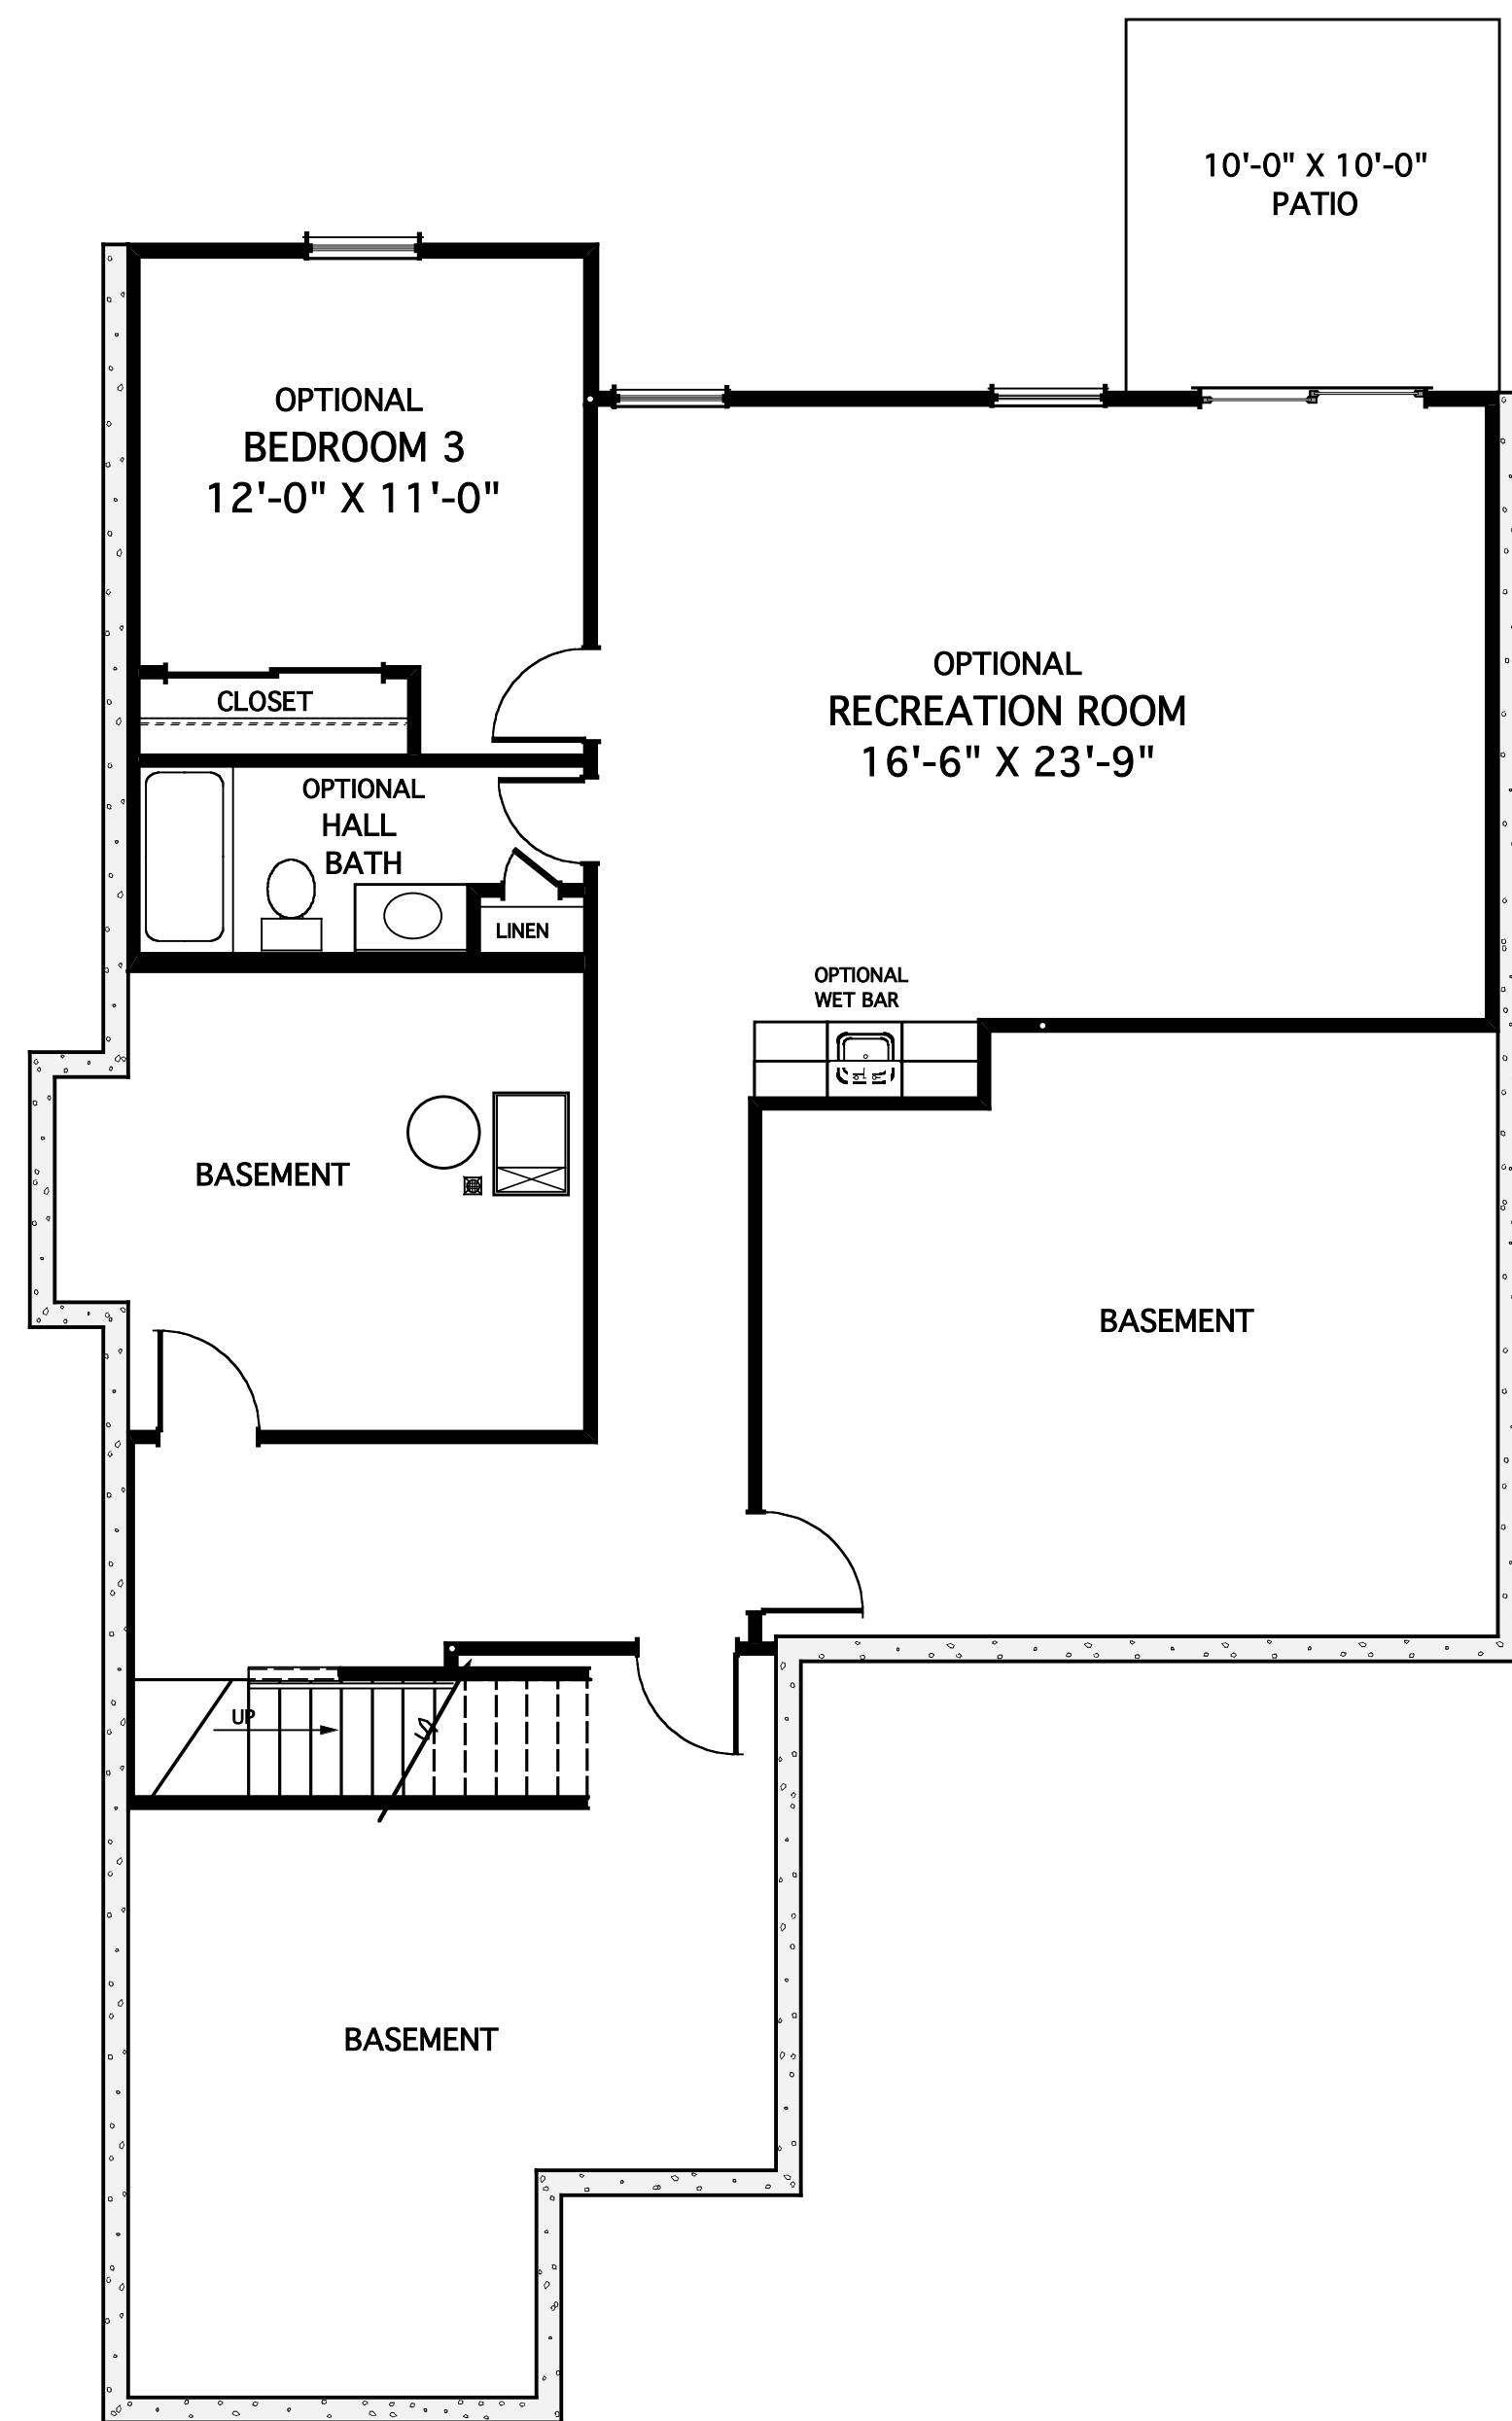 10'-0" X 10'-0"
PATIO
OPTIONAL
BEDROOM 3
12'-0" X 11'-0"
OPTIONAL
RECREATION ROOM
16'-6" X 23'-9"
CLOSET
OPTIONAL
HALL
BATH
LINEN
OPTIONAL
WET BAR
BASEMENT
BASEMENT
UP
BASEMENT